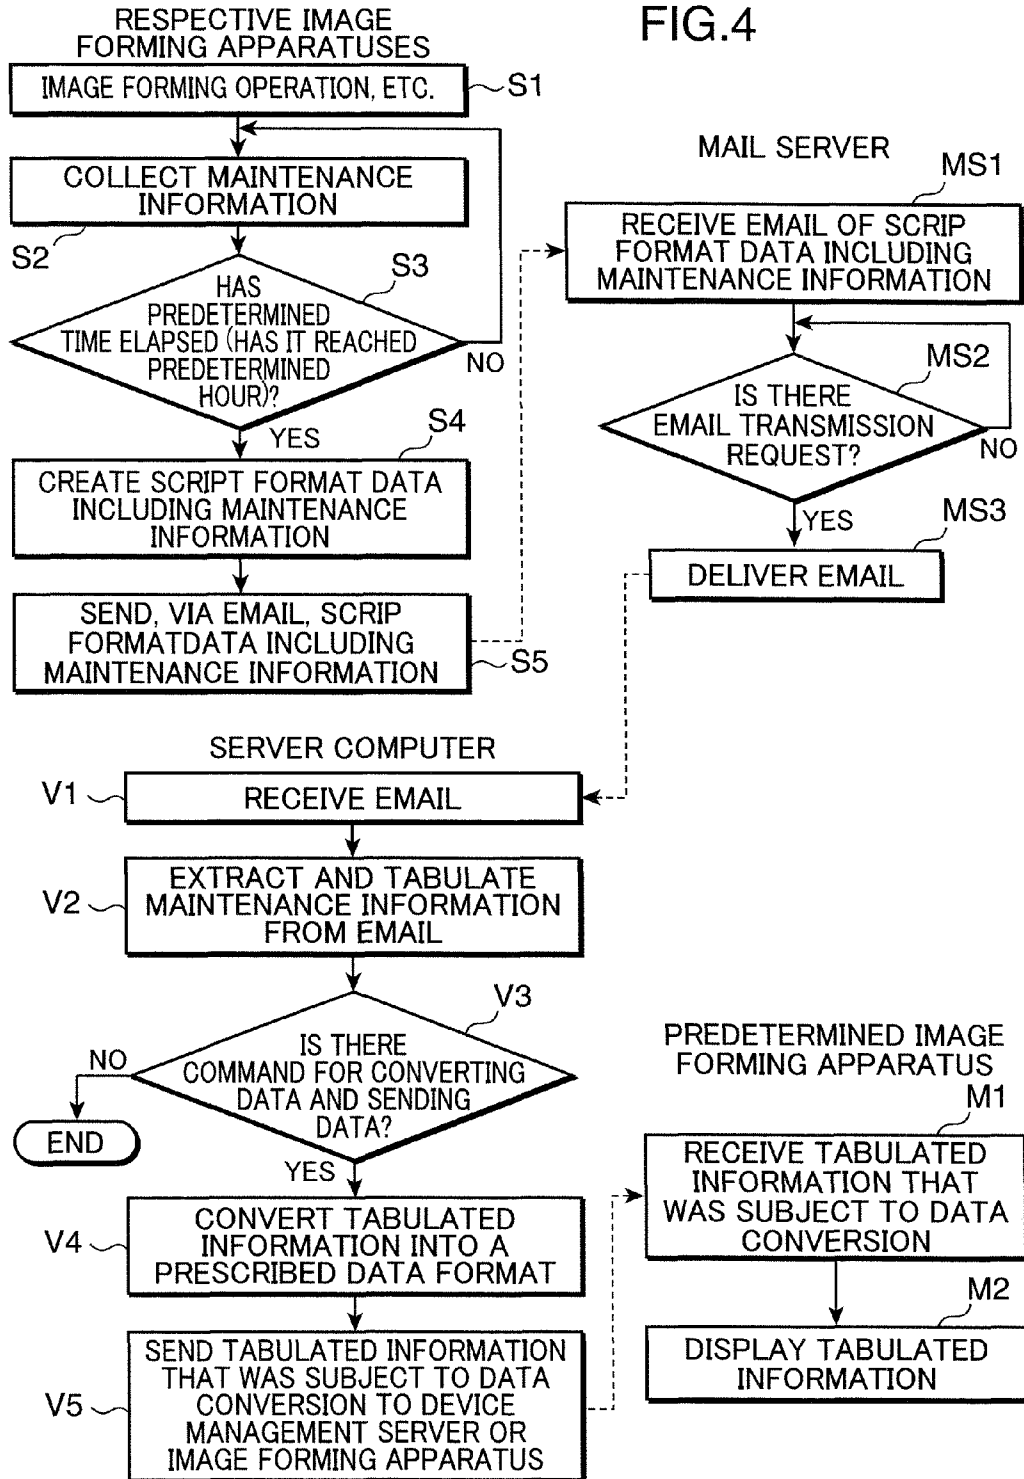 FIG.4
RESPECTIVE IMAGE
FORMING APPARATUSES
IMAGE FORMING OPERATION, ETC.
S1
COLLECT MAINTENANCE
INFORMATION
S2
S3
HAS
PREDETERMINED
TIME ELAPSED (HAS IT REACHED
PREDETERMINED
HOUR)?
NO
YES
S4
CREATE SCRIPT FORMAT DATA
INCLUDING MAINTENANCE
INFORMATION
SEND, VIA EMAIL, SCRIP
FORMATDATA INCLUDING
MAINTENANCE INFORMATION
S5
MAIL SERVER
MS1
RECEIVE EMAIL OF SCRIP
FORMAT DATA INCLUDING
MAINTENANCE INFORMATION
MS2
IS THERE
EMAIL TRANSMISSION
REQUEST?
NO
YES
MS3
DELIVER EMAIL
SERVER COMPUTER
V1
RECEIVE EMAIL
V2
EXTRACT AND TABULATE
MAINTENANCE INFORMATION
FROM EMAIL
V3
IS THERE
COMMAND FOR CONVERTING
DATA AND SENDING
DATA?
NO
END
YES
V4
CONVERT TABULATED
INFORMATION INTO A
PRESCRIBED DATA FORMAT
V5
SEND TABULATED INFORMATION
THAT WAS SUBJECT TO DATA
CONVERSION TO DEVICE
MANAGEMENT SERVER OR
IMAGE FORMING APPARATUS
PREDETERMINED IMAGE
FORMING APPARATUS
M1
RECEIVE TABULATED
INFORMATION THAT
WAS SUBJECT TO DATA
CONVERSION
M2
DISPLAY TABULATED
INFORMATION